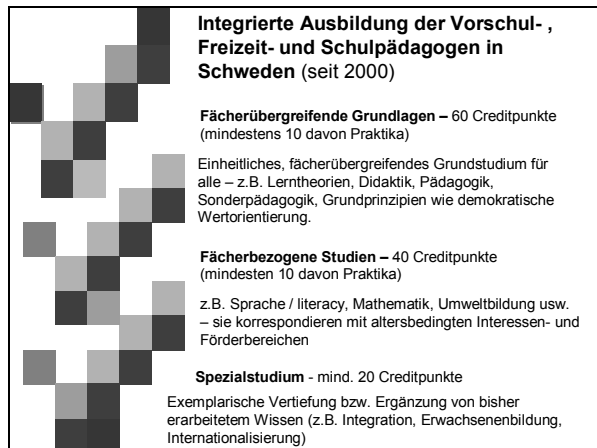 Integrierte Ausbildung der Vorschul- ,
Freizeit- und Schulpädagogen in
Schweden (seit 2000)
Fächerübergreifende Grundlagen – 60 Creditpunkte
(mindestens 10 davon Praktika)
Einheitliches, fächerübergreifendes Grundstudium für
alle – z.B. Lerntheorien, Didaktik, Pädagogik,
Sonderpädagogik, Grundprinzipien wie demokratische
Wertorientierung.
Fächerbezogene Studien – 40 Creditpunkte
(mindesten 10 davon Praktika)
z.B. Sprache / literacy, Mathematik, Umweltbildung usw.
– sie korrespondieren mit altersbedingten Interessen- und
Förderbereichen
Spezialstudium - mind. 20 Creditpunkte
Exemplarische Vertiefung bzw. Ergänzung von bisher
erarbeitetem Wissen (z.B. Integration, Erwachsenenbildung,
Internationalisierung)